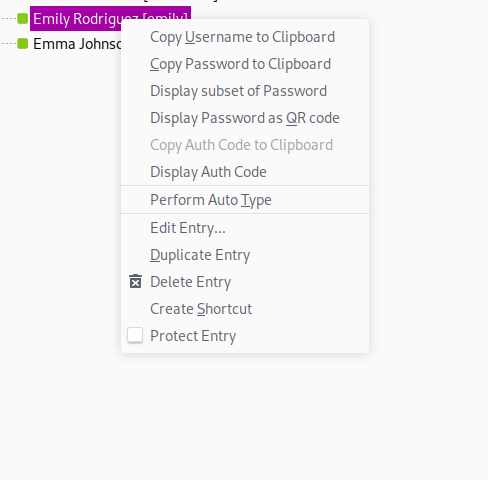 Emily Rodriguez [emily]
Emma Johnso
Copy Username to Clipboard
Copy Password to Clipboard
Display subset of Password
Display Password as QR code
Copy Auth Code to Clipboard
Display Auth Code
Perform Auto Type
Edit Entry...
Duplicate Entry
Delete Entry
Create Shortcut
Protect Entry